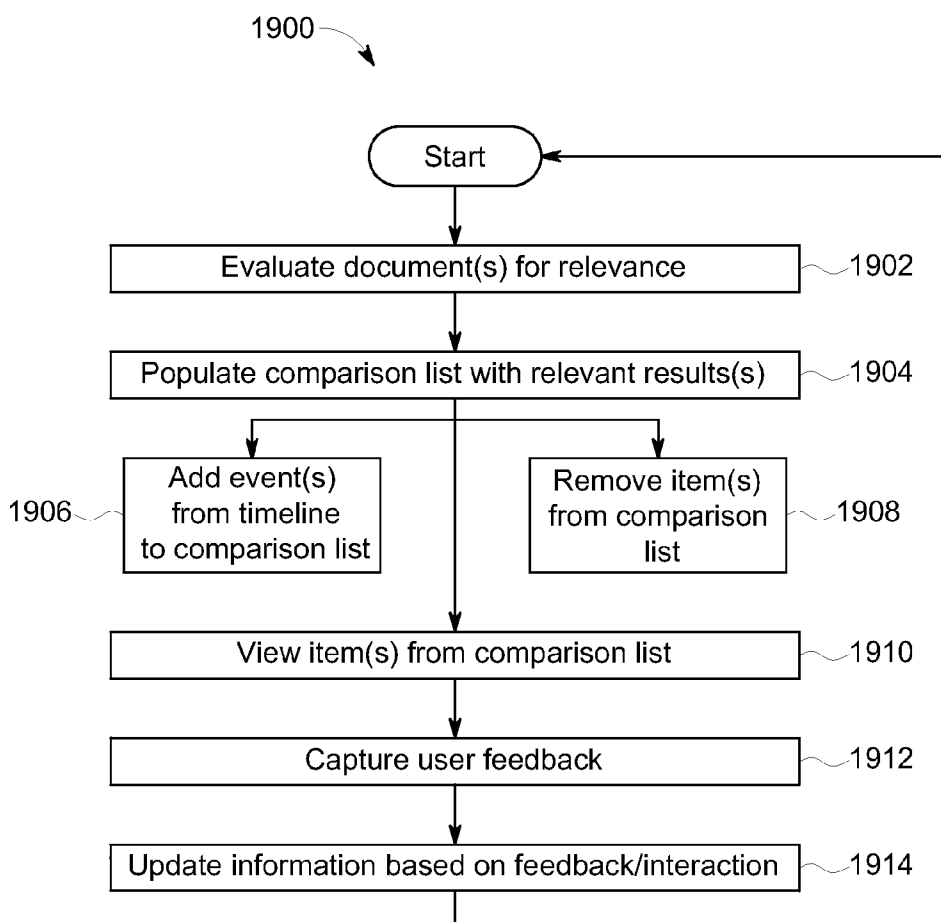 1900
Start
Evaluate document(s) for relevance
1902
Populate comparison list with relevant results(s)
1904
Add event(s)
from timeline
to comparison list
1906
Remove item(s)
from comparison
list
1908
View item(s) from comparison list
1910
Capture user feedback
1912
Update information based on feedback/interaction
1914